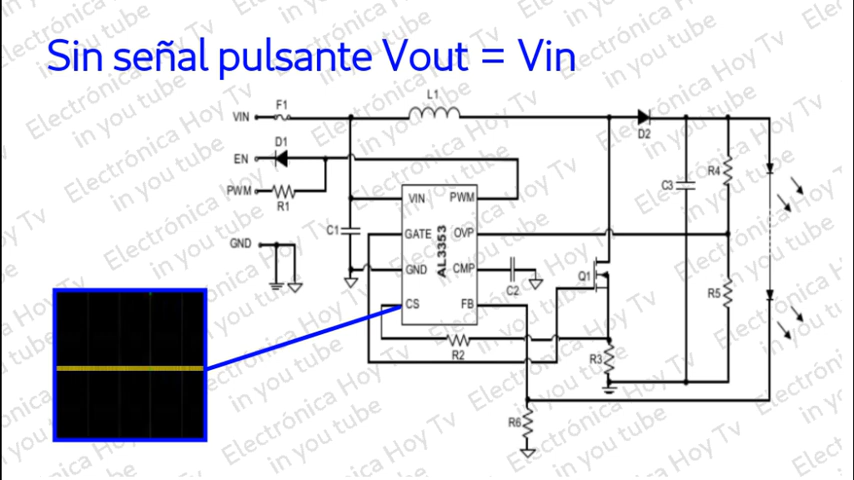 Sin señal pulsante Vout = Vin
L1
VIN
F1
D2
EN
D1
PWM
R1
R4
C3
VIN
PWM
C1
GATE
OVP
GND
AL3353
GND
CMP
C2
Q1
R5
CS
FB
R2
R3
R6
Electrónica Hoy Tv
in you tube